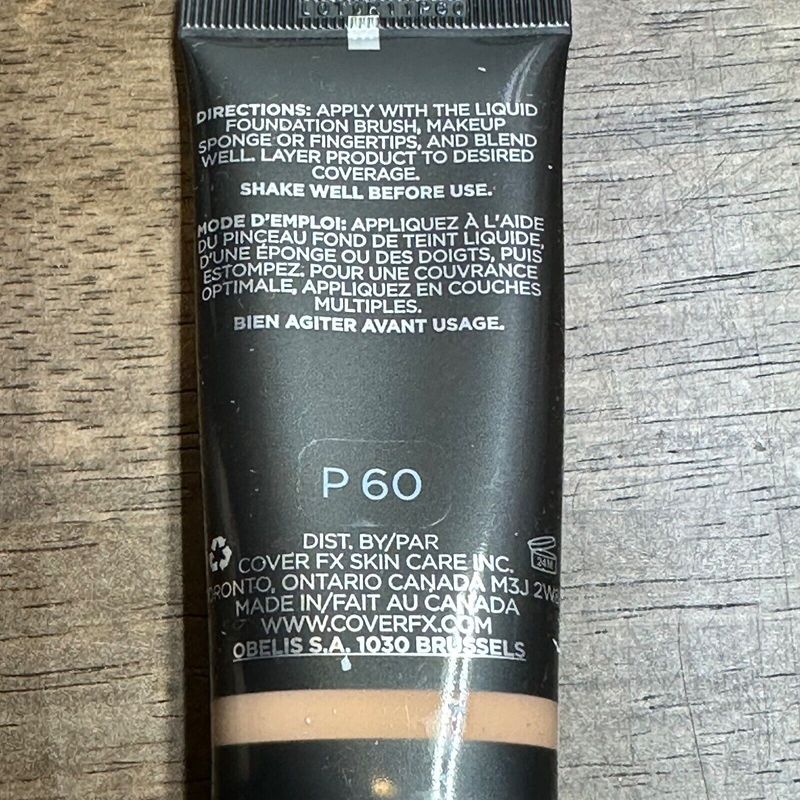 DIRECTIONS: APPLY WITH THE LIQUID
FOUNDATION BRUSH, MAKEUP
SPONGE OR FINGERTIPS, AND BLEND
WELL. LAYER PRODUCT TO DESIRED
COVERAGE.
SHAKE WELL BEFORE USE.
MODE D'EMPLOI: APPLIQUEZ À L'AIDE
DU PINCEAU FOND DE TEINT LIQUIDE,
D'UNE ÉPONGE OU DES DOIGTS, PUIS
ESTOMPEZ. POUR UNE COUVRANCE
OPTIMALE, APPLIQUEZ EN COUCHES
MULTIPLES.
BIEN AGITER AVANT USAGE.
P 60
DIST. BY/PAR
COVER FX SKIN CARE INC.
24M
ORONTO, ONTARIO CANADA M3J
MADE IN/FAIT AU CANADA
WWW.COVERFX.COM
OBELIS S.A. 1030 BRUSSELS